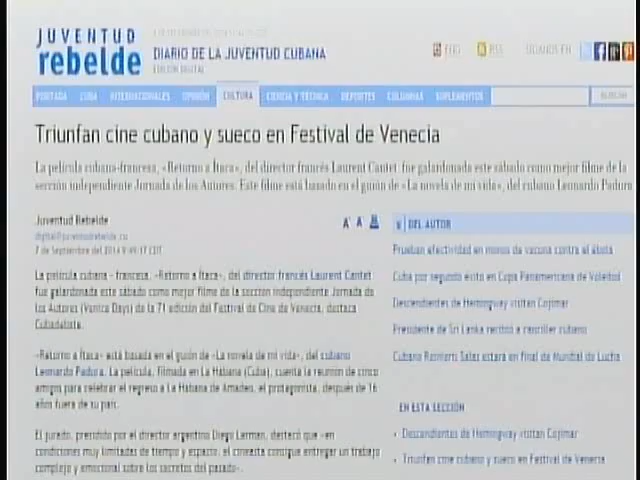 JUVENTUD
rebelde
DIARIO DE LA JUVENTUD CUBANA
EDICIÓN DIGITAL
RSS
SÍGUENOS EN
PORTADA CUBA INTERNACIONALES OPINIÓN CULTURA CIENCIA Y TÉCNICA DEPORTES COLUMNAS SUPLEMENTOS
BUSCAR
Triunfan cine cubano y sueco en Festival de Venecia
La película cubana-francesa, «Retorno a Ítaca», del director francés Laurent Cantet, fue galardonada este sábado como mejor filme de la
sección independiente Jornada de los Autores. Este filme está basado en el guión de «La novela de mi vida», del cubano Leonardo Padura
Juventud Rebelde
digital@juventudrebelde.cu
7 de Septiembre del 2014 CDT
A A
DEL AUTOR
Prueban efectividad en monos de vacuna contra el ébola
Cuba por segundo éxito en Copa Panamericana de Voleibol
Descendientes de Hemingway visitan Cojímar
Presidente de Sri Lanka recibió a canciller cubano
Cubano Reineris Salas estará en final de Mundial de Lucha
La película cubana - francesa, «Retorno a Ítaca», del director francés Laurent Cantet
fue galardonada este sábado como mejor filme de la sección independiente Jornada de
los Autores (Venice Days) de la 71 edición del Festival de Cine de Venecia, destaca
Cubadebate.
«Retorno a Ítaca» está basada en el guión de «La novela de mi vida», del cubano
Leonardo Padura. La película, filmada en La Habana (Cuba), cuenta la reunión de cinco
amigos para celebrar el regreso a La Habana de Amadeo, el protagonista, después de 16
años fuera de su país.
EN ESTA SECCIÓN
Descendientes de Hemingway visitan Cojímar
Triunfan cine cubano y sueco en Festival de Venecia
El jurado, presidido por el director argentino Diego Lerman, destacó que «en
condiciones muy limitadas de tiempo y espacio, el cineasta consigue entregar un trabajo
complejo y emocional sobre los secretos del pasado».